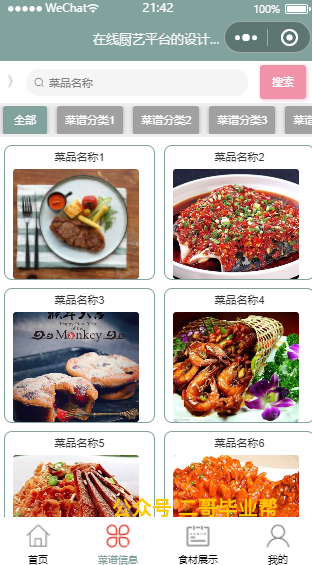 WeChat 21:42 100%
在线厨艺平台的设计...
菜品名称 搜索
全部 菜谱分类1 菜谱分类2 菜谱分类3 菜谱
菜品名称1 菜品名称2
菜品名称3 菜品名称4
Happy New Year
Monkey
菜品名称5 菜品名称6
公众号:三哥毕业帮
首页 菜谱信息 食材展示 我的